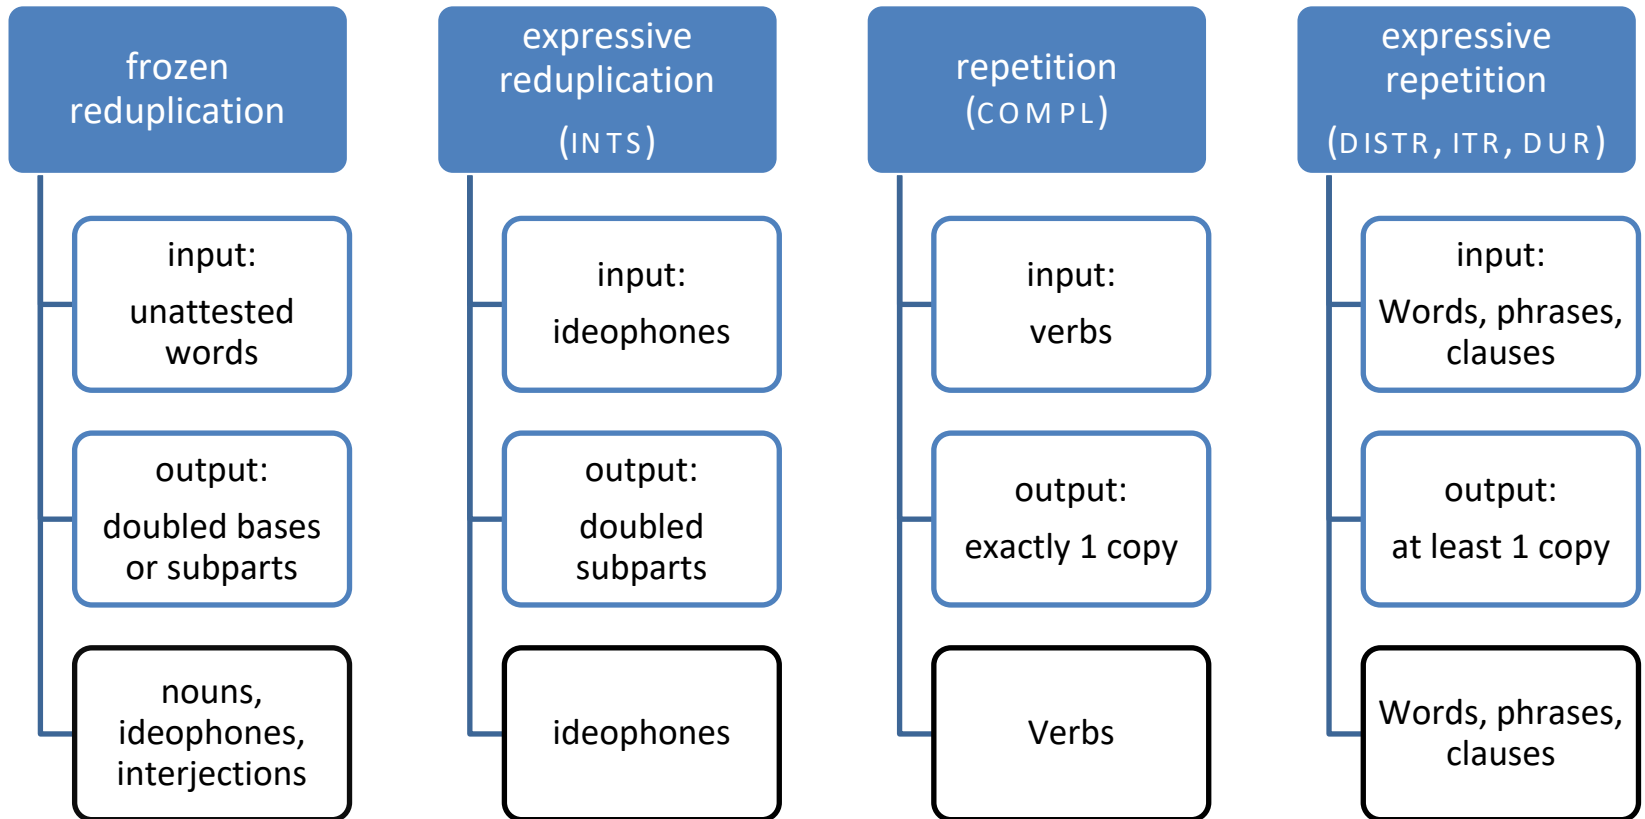 frozen
reduplication
input:
unattested
words
output:
doubled bases
or subparts
nouns,
ideophones,
interjections
expressive
reduplication
(INTS)
input:
ideophones
output:
doubled
subparts
ideophones
repetition
(COMPL)
input:
verbs
output:
exactly 1 copy
Verbs
expressive
repetition
(DISTR, ITR, DUR)
input:
Words, phrases,
clauses
output:
at least 1 copy
Words, phrases,
clauses